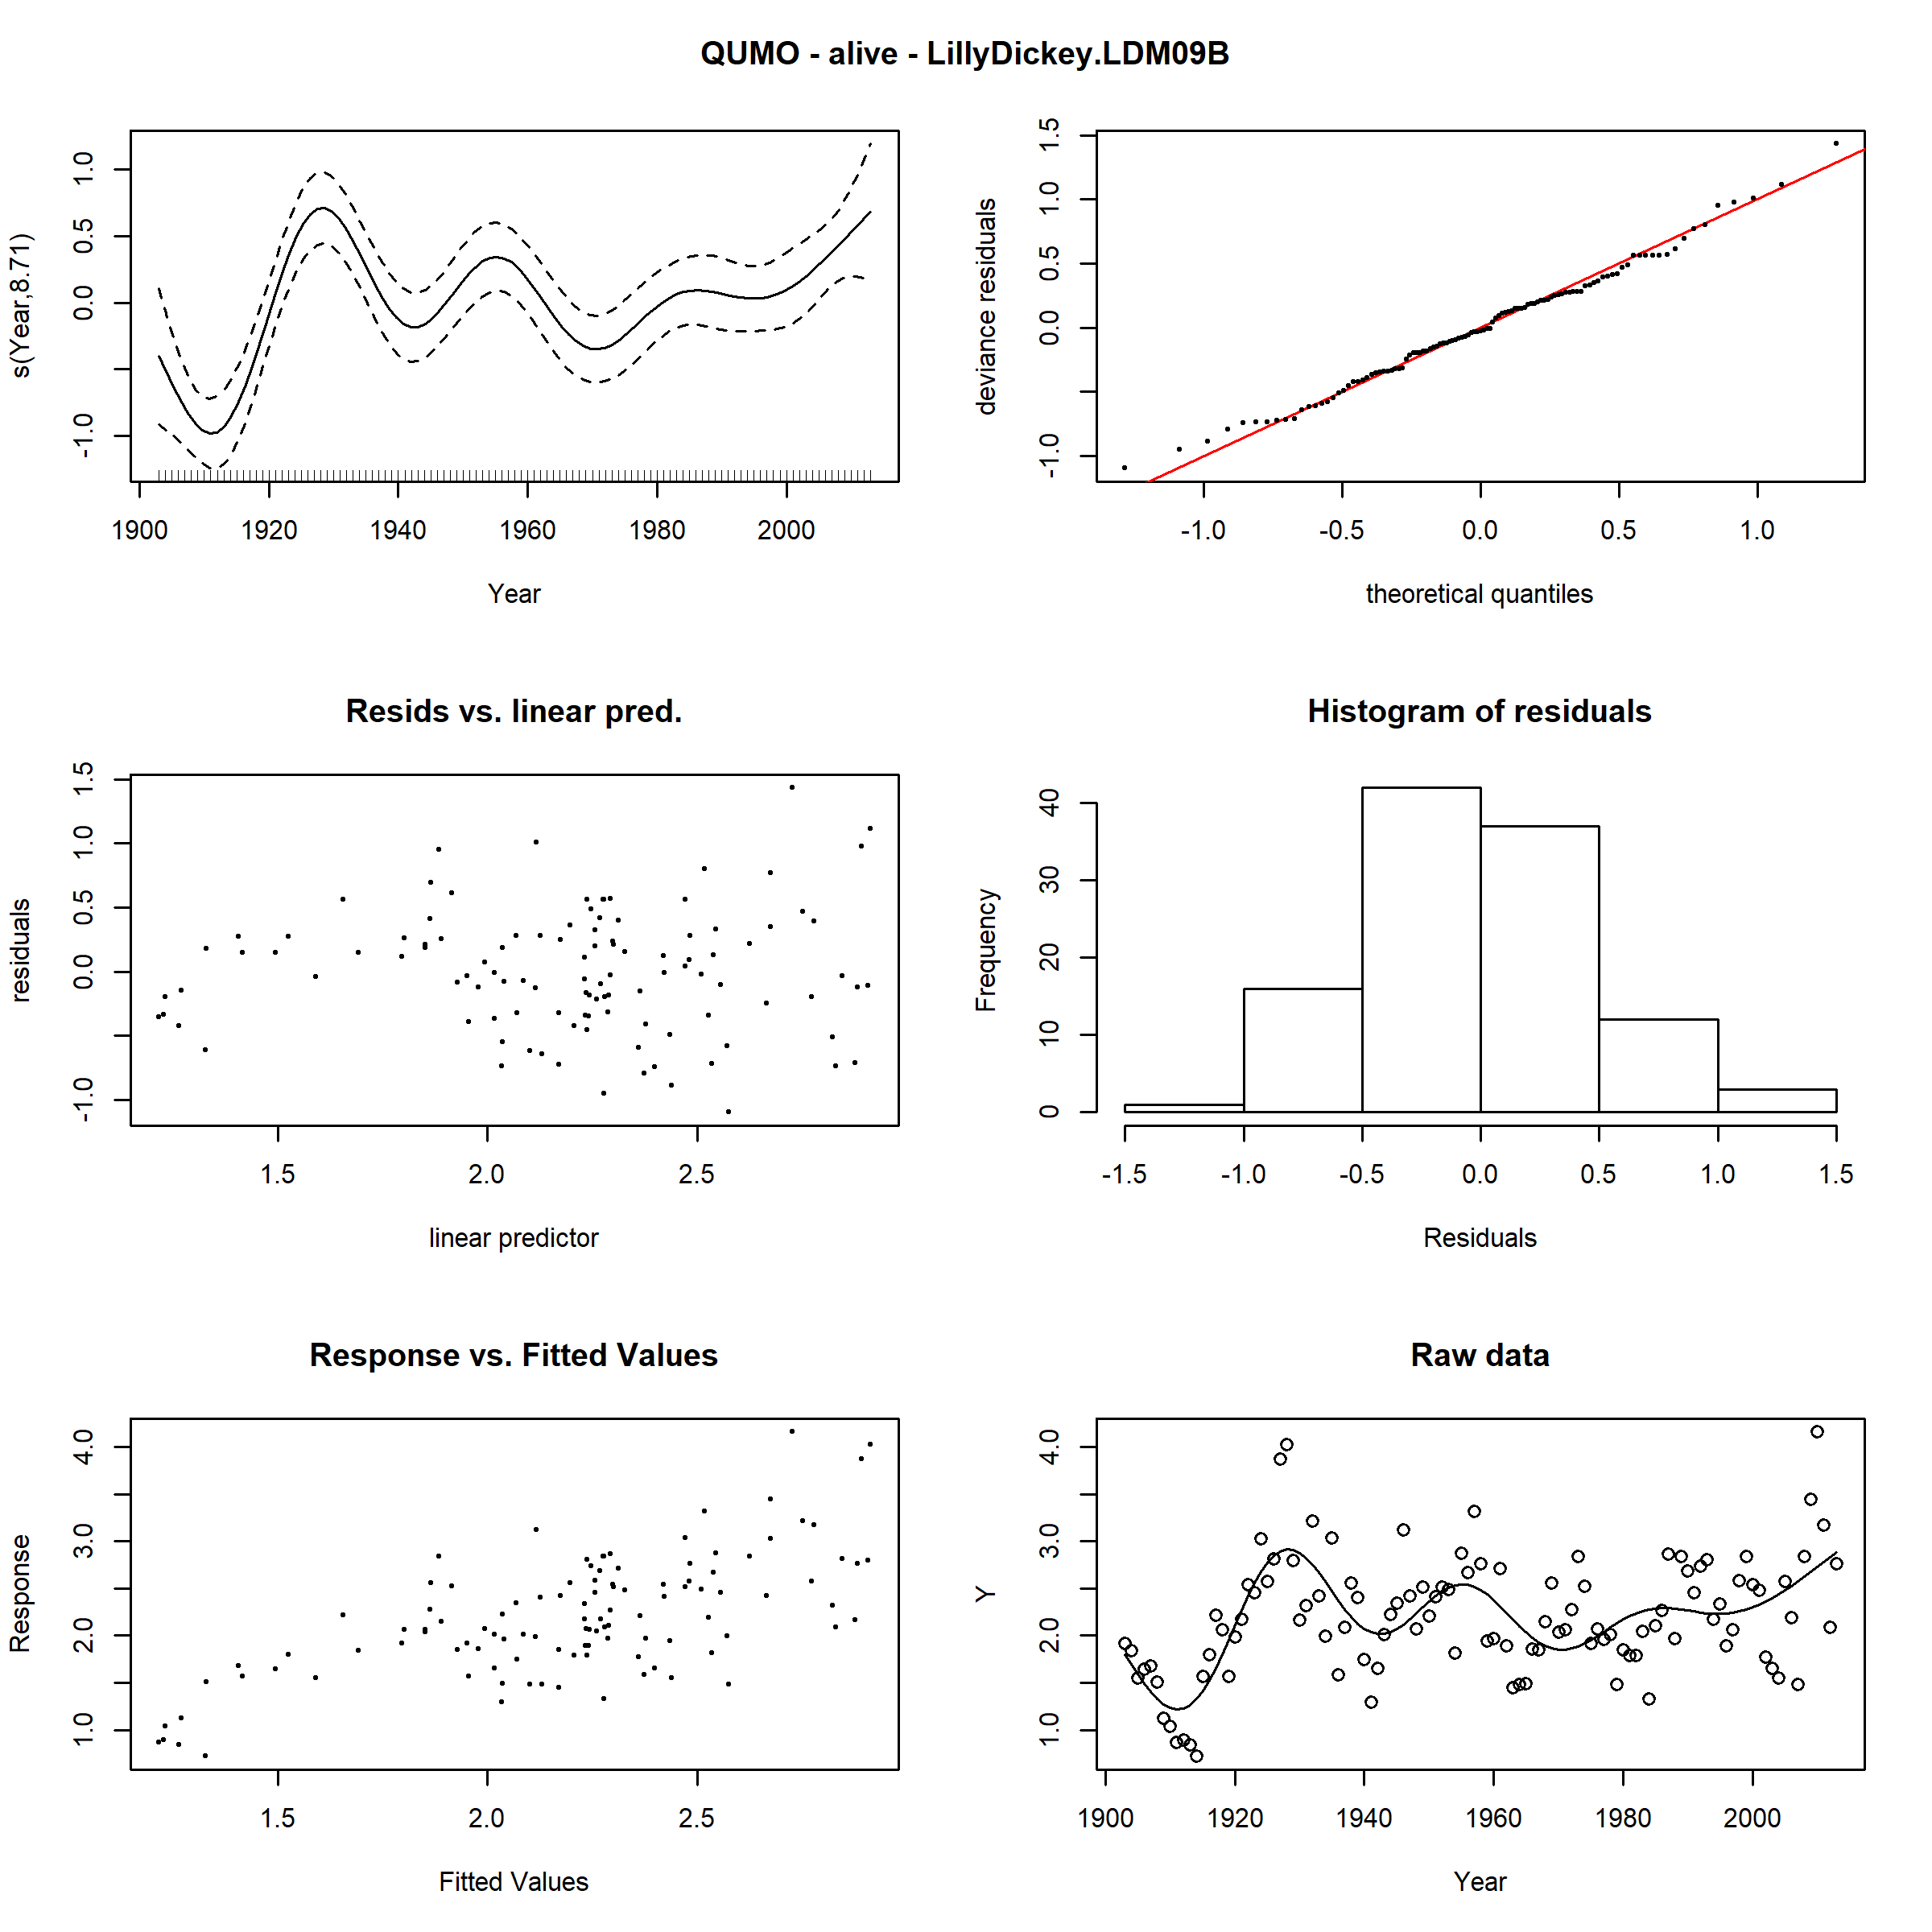 QUMO - alive - LillyDickey.LDM09B
s(Year,8.71)
1.0
0.5
0.0
-1.0
1900 1920 1940 1960 1980 2000
Year
deviance residuals
1.5
1.0
0.5
0.0
-1.0
-1.0 -0.5 0.0 0.5 1.0
theoretical quantiles
Resids vs. linear pred.
residuals
1.5
1.0
0.5
0.0
-1.0
1.5 2.0 2.5
linear predictor
Histogram of residuals
Frequency
40
30
20
10
0
-1.5 -1.0 -0.5 0.0 0.5 1.0 1.5
Residuals
Response vs. Fitted Values
Response
4.0
3.0
2.0
1.0
1.5 2.0 2.5
Fitted Values
Raw data
Y
4.0
3.0
2.0
1.0
1900 1920 1940 1960 1980 2000
Year